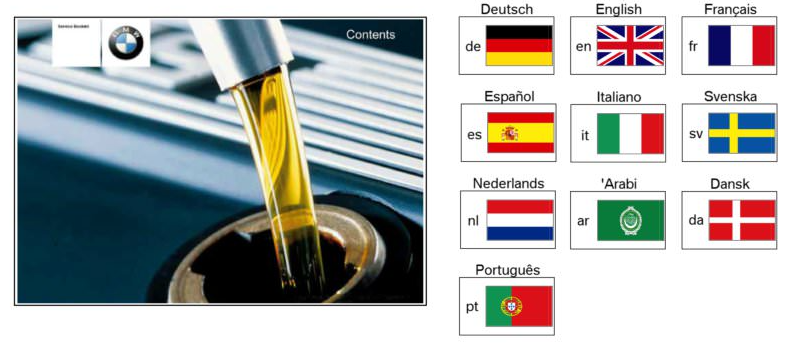 Service Booklet
BMW
Contents
Deutsch
English
Français
de
en
fr
Español
Italiano
Svenska
es
it
sv
Nederlands
'Arabi
Dansk
nl
ar
da
Português
pt